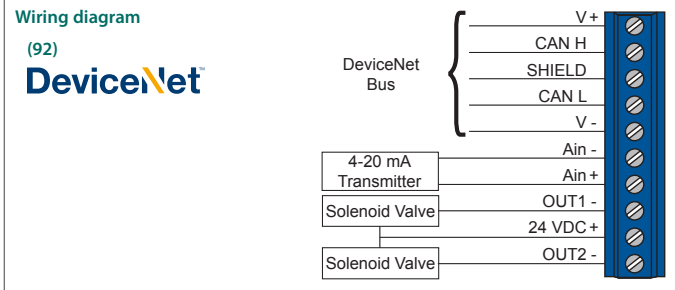 Wiring diagram
(92)
DeviceNet™
DeviceNet
Bus
V+
CAN H
SHIELD
CAN L
V -
Ain -
Ain+
OUT1 -
24 VDC+
OUT2 -
4-20 mA
Transmitter
Solenoid Valve
Solenoid Valve